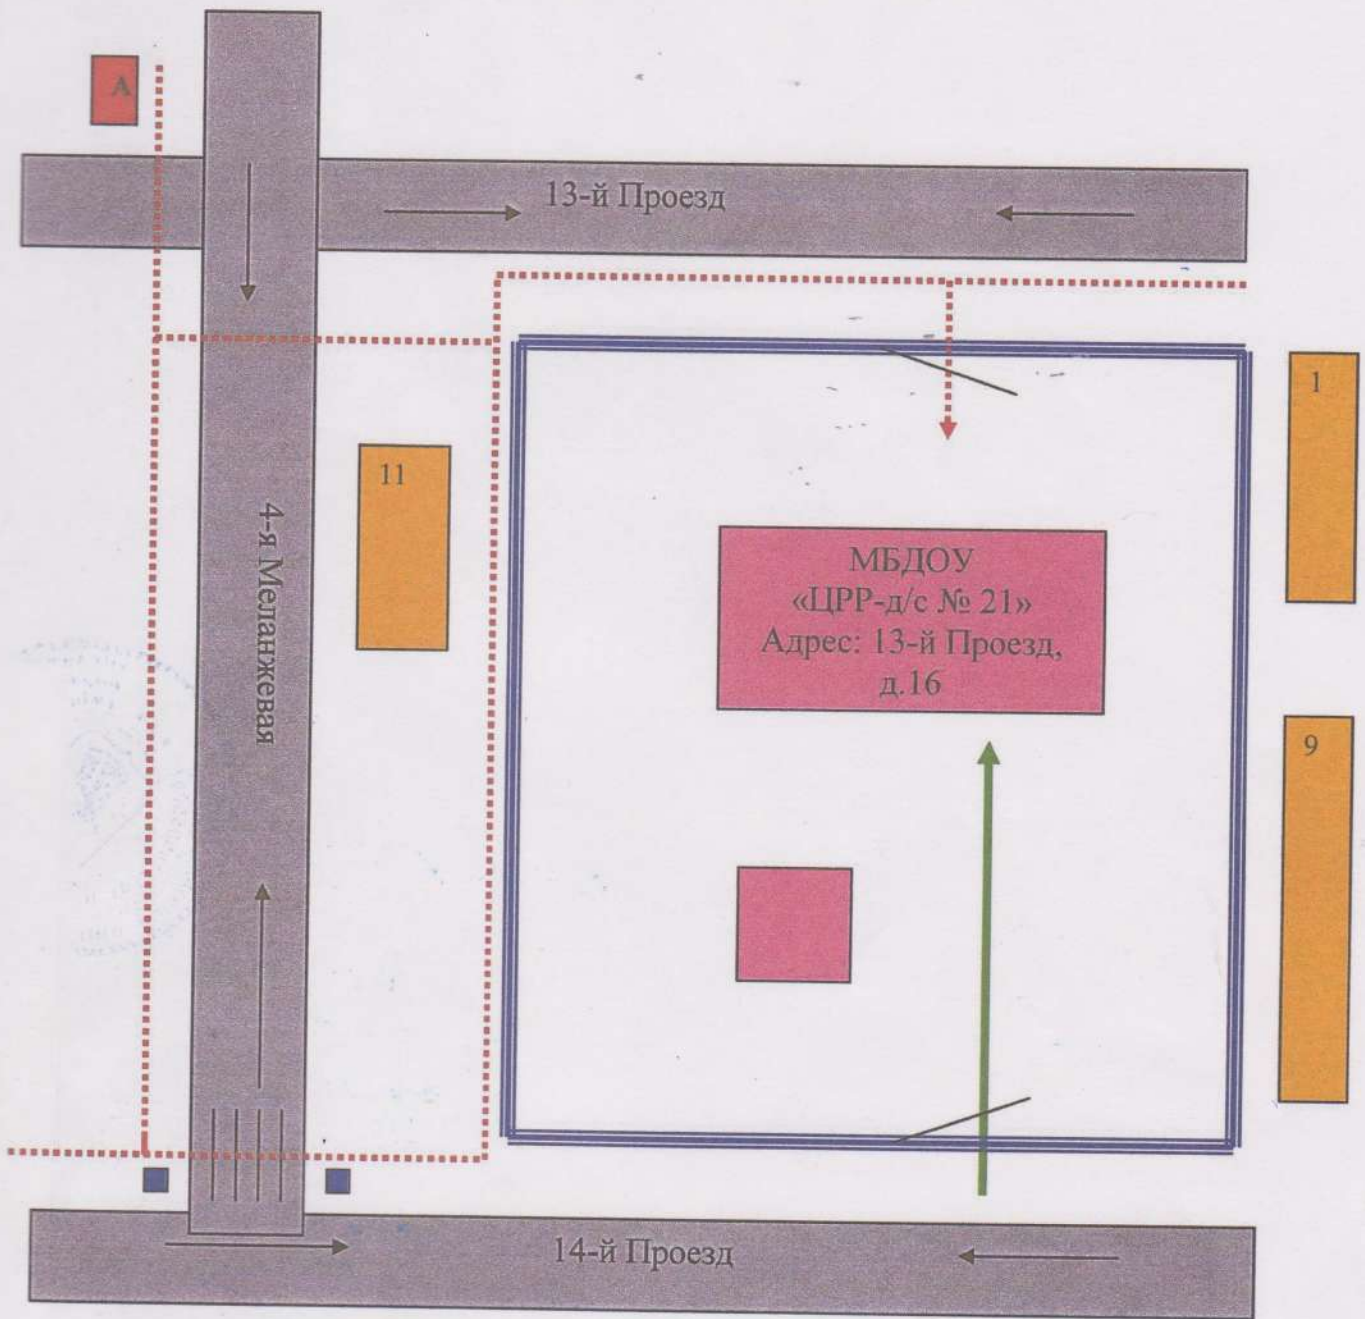 А
13-й Проезд
1
11
4-я Меланжевая
МБДОУ
«ЦРР-д/с № 21»
Адрес: 13-й Проезд,
д.16
9
14-й Проезд